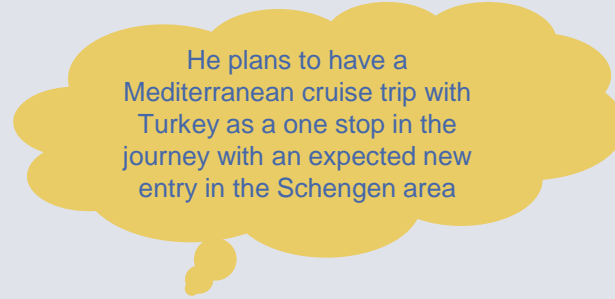 He plans to have a
Mediterranean cruise trip with
Turkey as a one stop in the
journey with an expected new
entry in the Schengen area